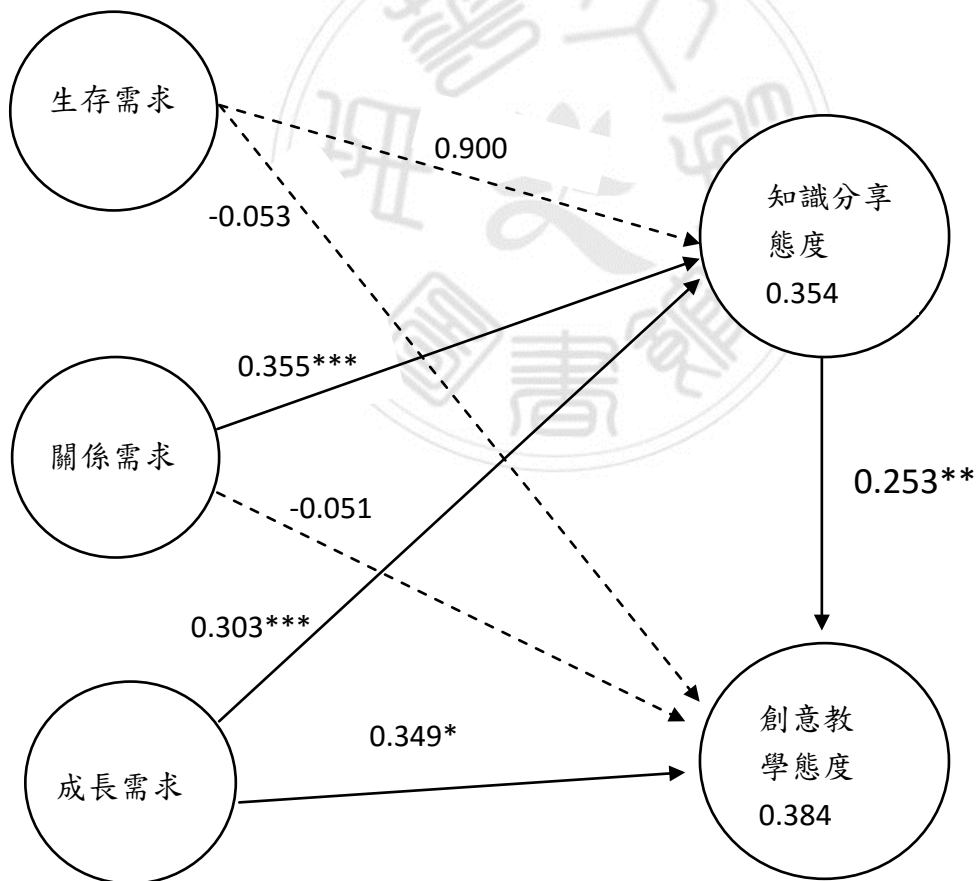 生存需求
0.900
-0.053
知識分享
態度
0.354
0.355***
關係需求
-0.051
0.253**
0.303***
成長需求
0.349*
創意教
學態度
0.384